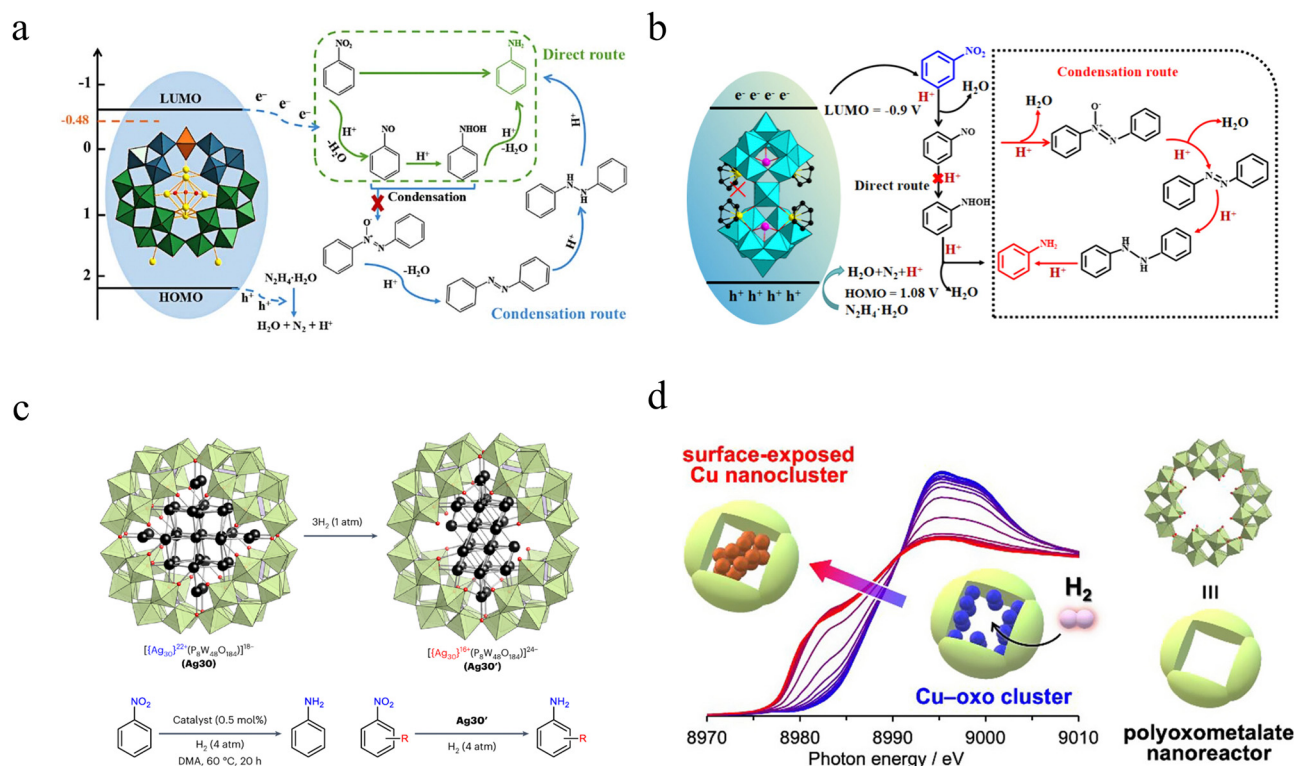 a
-1
LUMO
-0.48
0
1
2
HOMO
e⁻
e⁻
e⁻
h⁺
h⁺
N₂H₄·H₂O
H₂O + N₂ + H⁺
NO₂
NH₂
Direct route
H⁺
-H₂O
NO
H⁺
NHOH
H⁺
-H₂O
Condensation
O⁻
N⁺
N
-H₂O
H⁺
N
N
H⁺
H
N
N
H
H⁺
Condensation route
b
e⁻ e⁻ e⁻ e⁻
LUMO = -0.9 V
NO₂
H⁺
H₂O
NO
Direct route
H⁺
NHOH
H⁺
H₂O
H₂O+N₂+H⁺
h⁺ h⁺ h⁺ h⁺
HOMO = 1.08 V
N₂H₄·H₂O
Condensation route
H₂O
H⁺
O⁻
N⁺
N
H⁺
H₂O
N
N
H⁺
H
N
N
H
H⁺
NH₂
c
3H₂ (1 atm)
[{Ag₃₀}²²⁺(P₈W₄₈O₁₈₄)]¹⁸⁻
(Ag30)
[{Ag₃₀}¹⁶⁺(P₈W₄₈O₁₈₄)]²⁴⁻
(Ag30′)
NO₂
Catalyst (0.5 mol%)
H₂ (4 atm)
DMA, 60 °C, 20 h
NH₂
NO₂
R
Ag30′
H₂ (4 atm)
NH₂
R
d
surface-exposed
Cu nanocluster
H₂
Cu–oxo cluster
8970 8980 8990 9000 9010
Photon energy / eV
III
polyoxometalate
nanoreactor